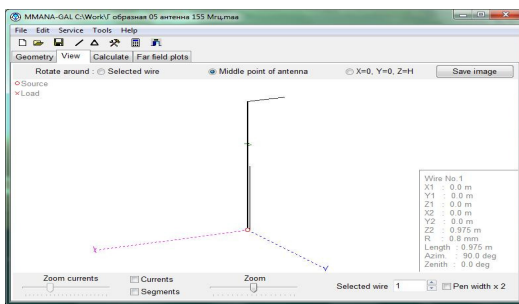 MMANA-GAL C:\Work\Г образная 05 антенна 155 Мгц.maa
File Edit Service Tools Help
Geometry View Calculate Far field plots
Rotate around : Selected wire Middle point of antenna X=0, Y=0, Z=H Save image
Source
Load
Wire No.1
X1 : 0.0 m
Y1 : 0.0 m
Z1 : 0.0 m
X2 : 0.0 m
Y2 : 0.0 m
Z2 : 0.975 m
R : 0.8 mm
Length : 0.975 m
Azim. : 90.0 deg
Zenith : 0.0 deg
X
Y
Zoom currents Currents Zoom Selected wire 1 Pen width x 2
Segments